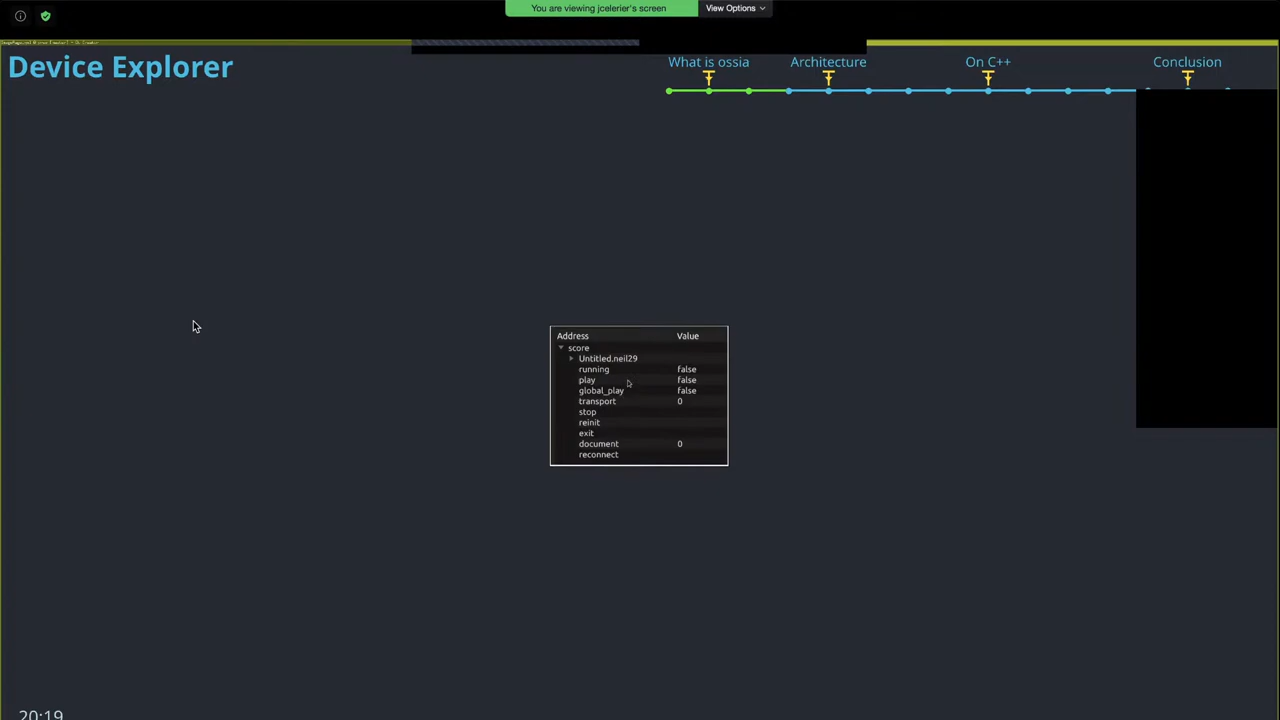 You are viewing jcelerier's screen
View Options
Device Explorer
What is ossia
Architecture
On C++
Conclusion
Address Value
score
Untitled.neil29
running false
play false
global_play false
transport 0
stop
reinit
exit
document 0
reconnect
20:19